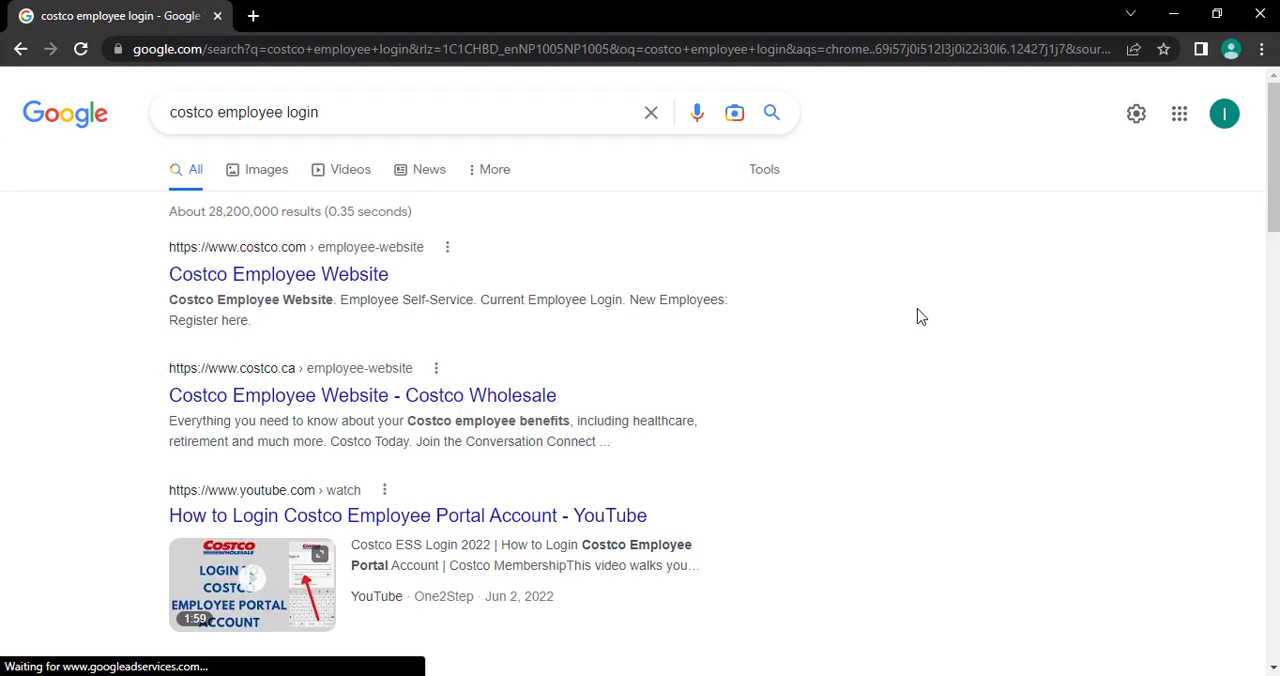 costco employee login - Google
google.com/search?q=costco+employee+login&rlz=1C1CHBD_enNP1005NP1005&oq=costco+employee+login&aqs=chrome..69i57j0i512l3j0i22i30l6.12427j1j7&sour...
Google
costco employee login
I
All
Images
Videos
News
More
Tools
About 28,200,000 results (0.35 seconds)
https://www.costco.com › employee-website
Costco Employee Website
Costco Employee Website. Employee Self-Service. Current Employee Login. New Employees:
Register here.
https://www.costco.ca › employee-website
Costco Employee Website - Costco Wholesale
Everything you need to know about your Costco employee benefits, including healthcare,
retirement and much more. Costco Today. Join the Conversation Connect ...
https://www.youtube.com › watch
How to Login Costco Employee Portal Account - YouTube
COSTCO
WHOLESALE
LOGIN TO
COSTCO
EMPLOYEE PORTAL
ACCOUNT
1:59
Costco ESS Login 2022 | How to Login Costco Employee
Portal Account | Costco MembershipThis video walks you...
YouTube · One2Step · Jun 2, 2022
Waiting for www.googleadservices.com...